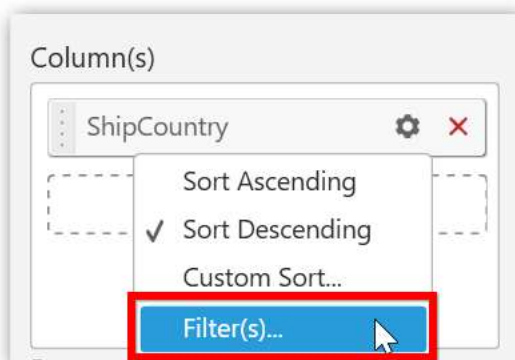 Column(s)
ShipCountry
Sort Ascending
Sort Descending
Custom Sort...
Filter(s)...